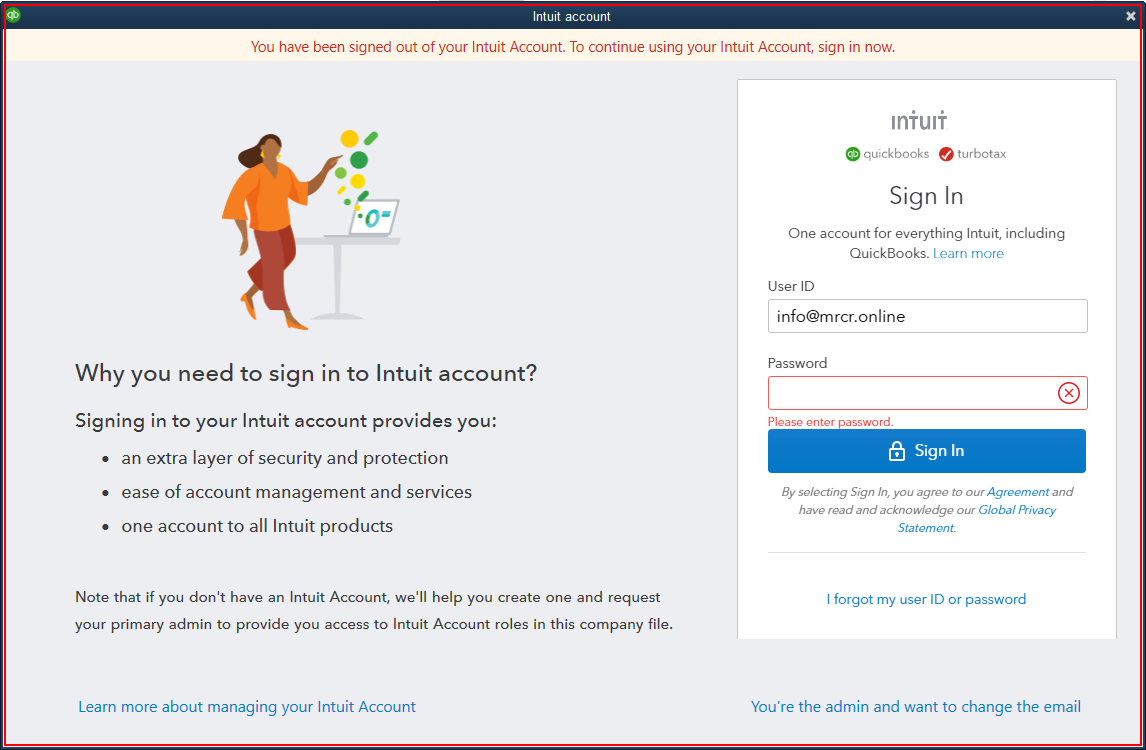 qb
Intuit account
You have been signed out of your Intuit Account. To continue using your Intuit Account, sign in now.
0=
Why you need to sign in to Intuit account?
Signing in to your Intuit account provides you:
• an extra layer of security and protection
• ease of account management and services
• one account to all Intuit products
Note that if you don't have an Intuit Account, we'll help you create one and request
your primary admin to provide you access to Intuit Account roles in this company file.
Learn more about managing your Intuit Account
intuit
qb quickbooks turbotax
Sign In
One account for everything Intuit, including
QuickBooks. Learn more
User ID
info@mrcr.online
Password
Please enter password.
Sign In
By selecting Sign In, you agree to our Agreement and
have read and acknowledge our Global Privacy
Statement.
I forgot my user ID or password
You're the admin and want to change the email